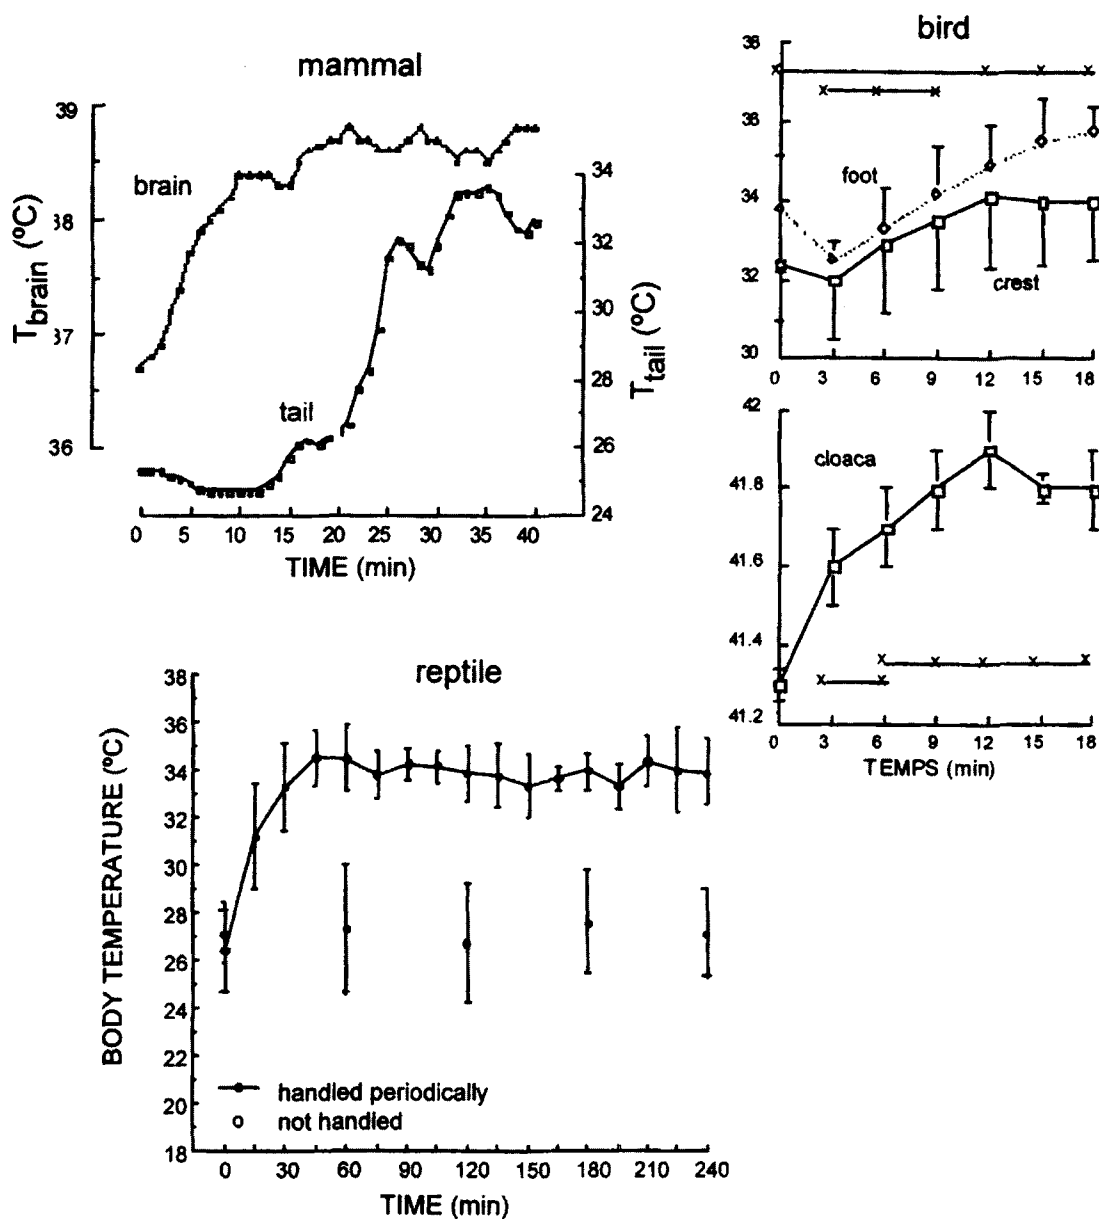 mammal
39
38
37
36
T brain (ºC)
brain
tail
34
32
30
28
26
24
T tail (ºC)
0 5 10 15 20 25 30 35 40
TIME (min)
bird
38
36
34
32
30
foot
crest
0 3 6 9 12 15 18
42
41.8
41.6
41.4
41.2
cloaca
0 3 6 9 12 15 18
TEMPS (min)
reptile
38
36
34
32
30
28
26
24
22
20
18
BODY TEMPERATURE (ºC)
handled periodically
not handled
0 30 60 90 120 150 180 210 240
TIME (min)